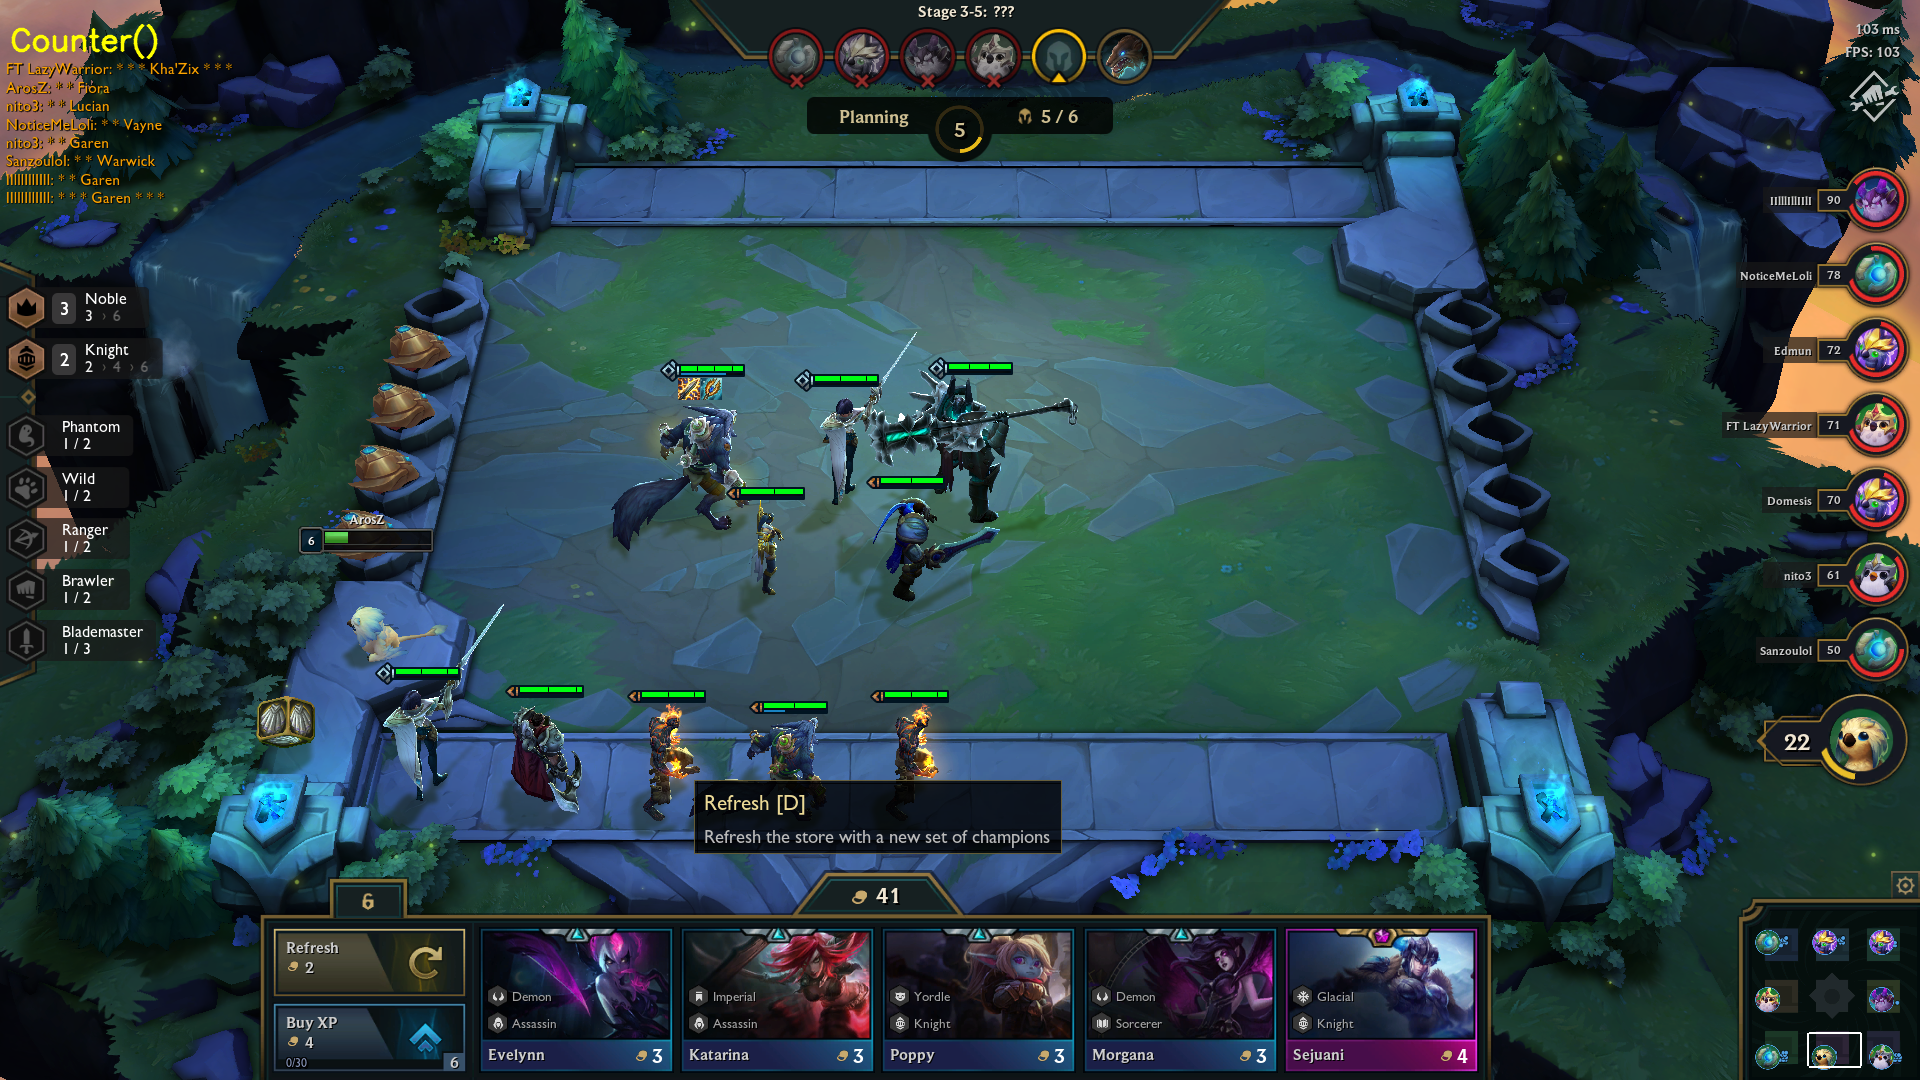 Stage 3-5: ???
103 ms
FPS: 103
Counter()
FT LazyWarrior: * * * Kha'Zix * * *
ArosZ: * * Fiora
nito3: * * Lucian
NoticeMeLoli: * * Vayne
nito3: * * Garen
Sanzoulol: * * Warwick
* * Garen
* * * Garen * * *
Planning
5
5 / 6
90
NoticeMeLoli 78
Edmun 72
FT LazyWarrior 71
Domesis 70
nito3 61
Sanzoulol 50
22
3 Noble
3 › 6
2 Knight
2 › 4 › 6
Phantom
1 / 2
Wild
1 / 2
Ranger
1 / 2
Brawler
1 / 2
Blademaster
1 / 3
ArosZ
6
Refresh [D]
Refresh the store with a new set of champions
6
41
Refresh
2
Buy XP
4
0/30
6
Demon
Assassin
Evelynn 3
Imperial
Assassin
Katarina 3
Yordle
Knight
Poppy 3
Demon
Sorcerer
Morgana 3
Glacial
Knight
Sejuani 4